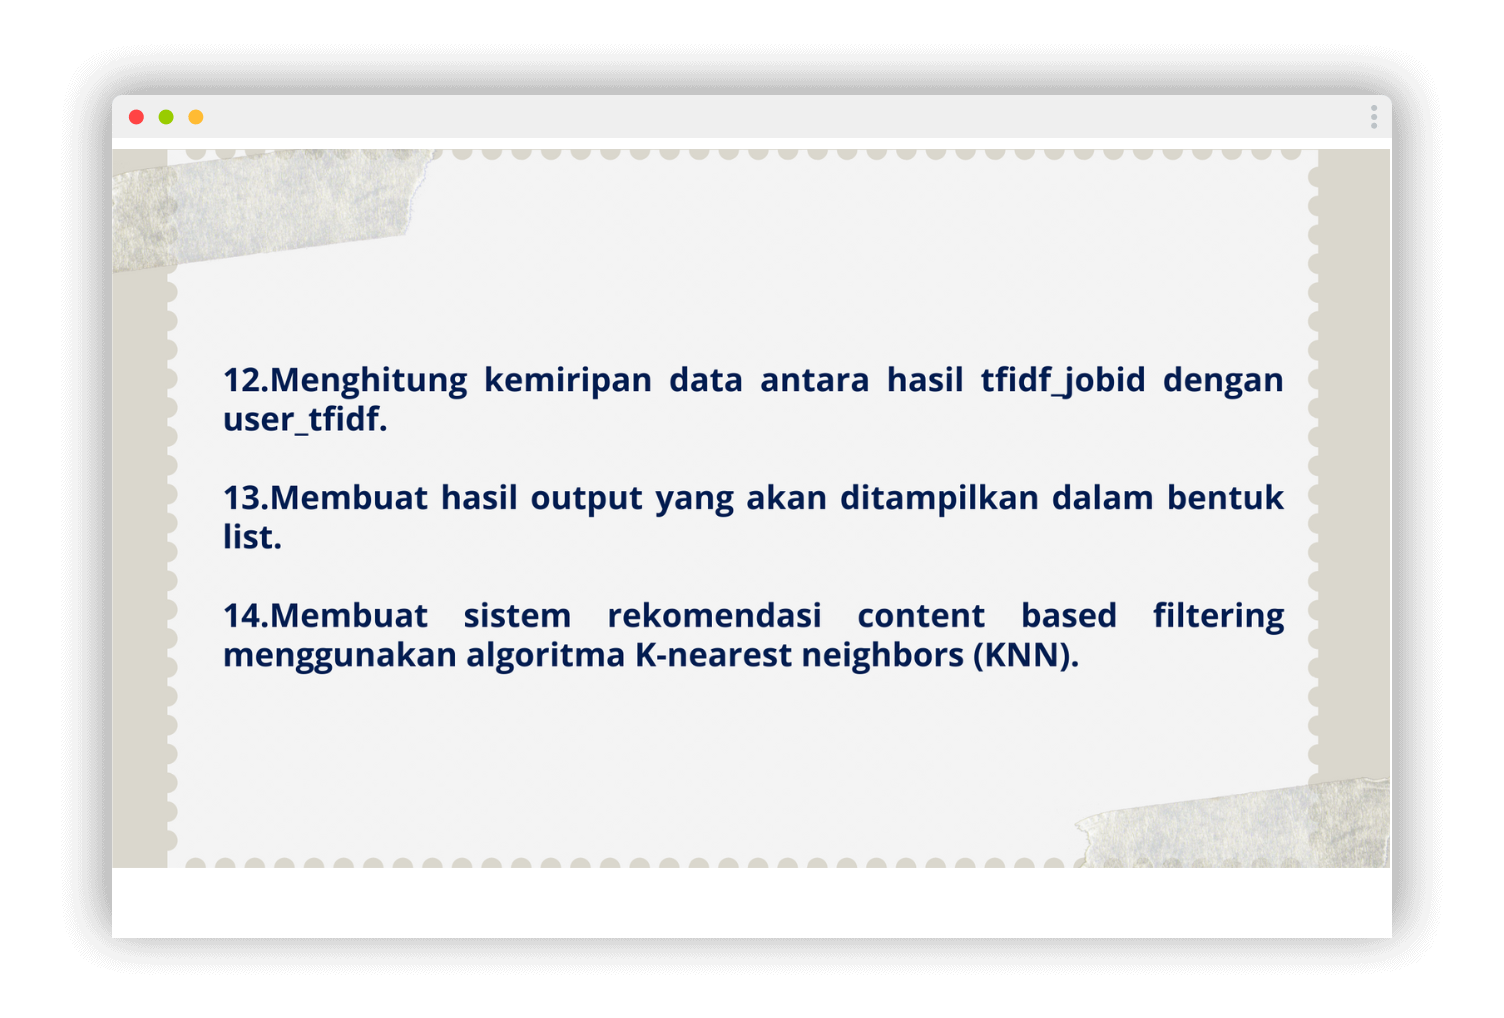 12.Menghitung kemiripan data antara hasil tfidf_jobid dengan
user_tfidf.
13.Membuat hasil output yang akan ditampilkan dalam bentuk
list.
14.Membuat sistem rekomendasi content based filtering
menggunakan algoritma K-nearest neighbors (KNN).